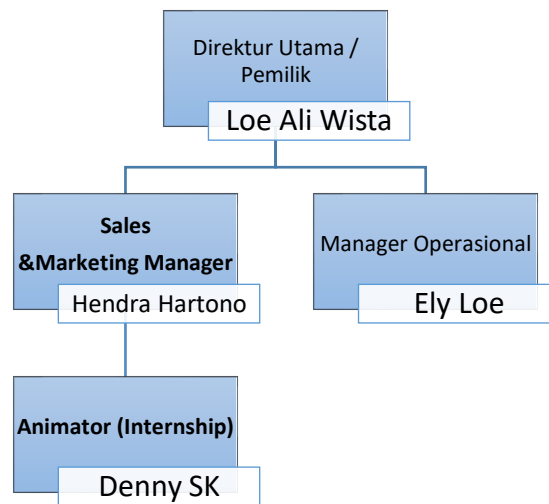 Direktur Utama /
Pemilik
Loe Ali Wista
Sales
&Marketing Manager
Hendra Hartono
Manager Operasional
Ely Loe
Animator (Internship)
Denny SK